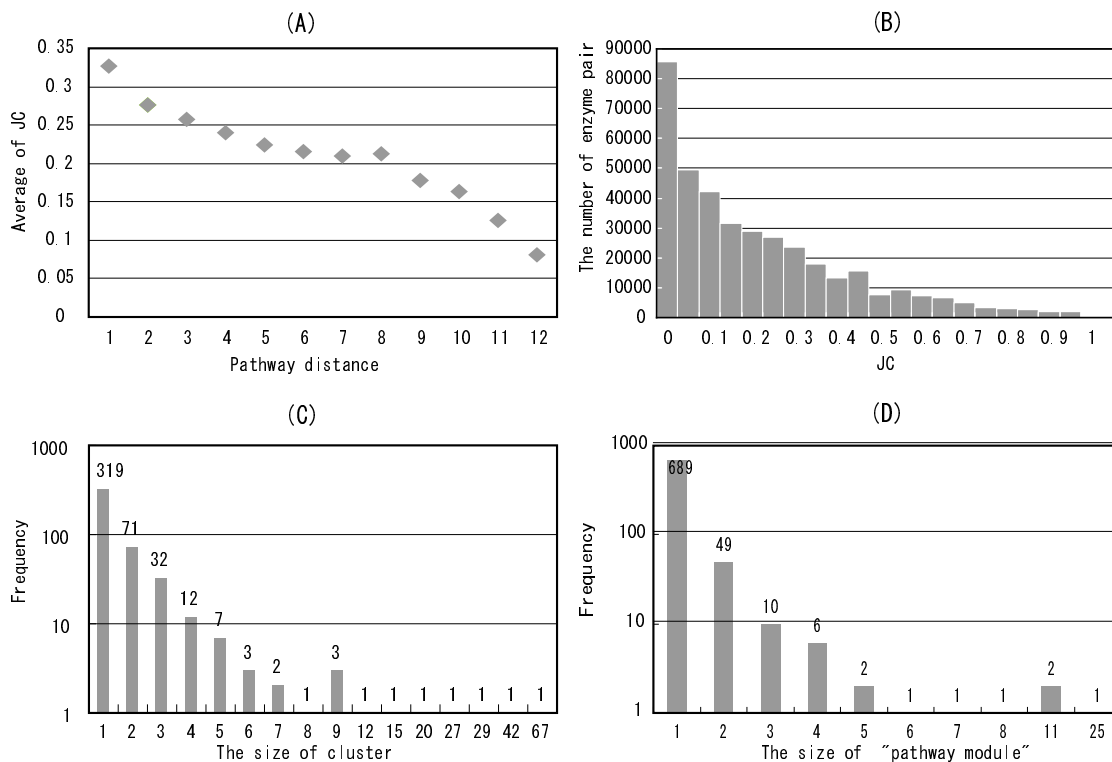 (A)
0.35
0.3
0.25
0.2
0.15
0.1
0.05
0
Average of JC
1 2 3 4 5 6 7 8 9 10 11 12
Pathway distance
(B)
90000
80000
70000
60000
50000
40000
30000
20000
10000
0
The number of enzyme pair
0 0.1 0.2 0.3 0.4 0.5 0.6 0.7 0.8 0.9 1
JC
(C)
1000
100
10
1
Frequency
319
71
32
12
7
3
2
1
3
1 1 1 1 1 1 1
1 2 3 4 5 6 7 8 9 12 15 20 27 29 42 67
The size of cluster
(D)
1000
100
10
1
Frequency
689
49
10
6
2
1
1
1
2
1
1 2 3 4 5 6 7 8 11 25
The size of "pathway module"